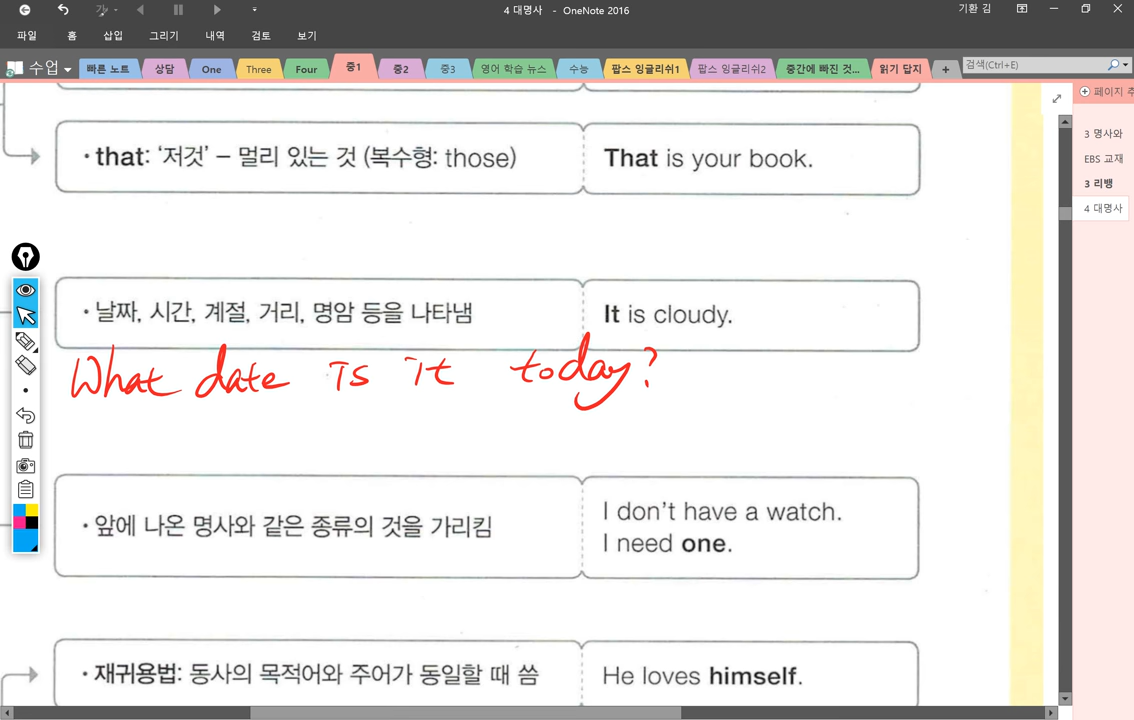 4 대명사 - OneNote 2016
기환 김
파일 홈 삽입 그리기 내역 검토 보기
수업 빠른 노트 상담 One Three Four 중1 중2 중3 영어 학습 뉴스 수능 팝스 잉글리쉬1 팝스 잉글리쉬2 중간에 빠진 것... 읽기 답지 +
검색(Ctrl+E)
페이지 추
3 명사와
EBS 교재
3 리뱅
4 대명사
• that: ‘저것’ – 멀리 있는 것 (복수형: those) That is your book.
• 날짜, 시간, 계절, 거리, 명암 등을 나타냄 It is cloudy.
What date is it today?
• 앞에 나온 명사와 같은 종류의 것을 가리킴
I don’t have a watch.
I need one.
• 재귀용법: 동사의 목적어와 주어가 동일할 때 씀 He loves himself.